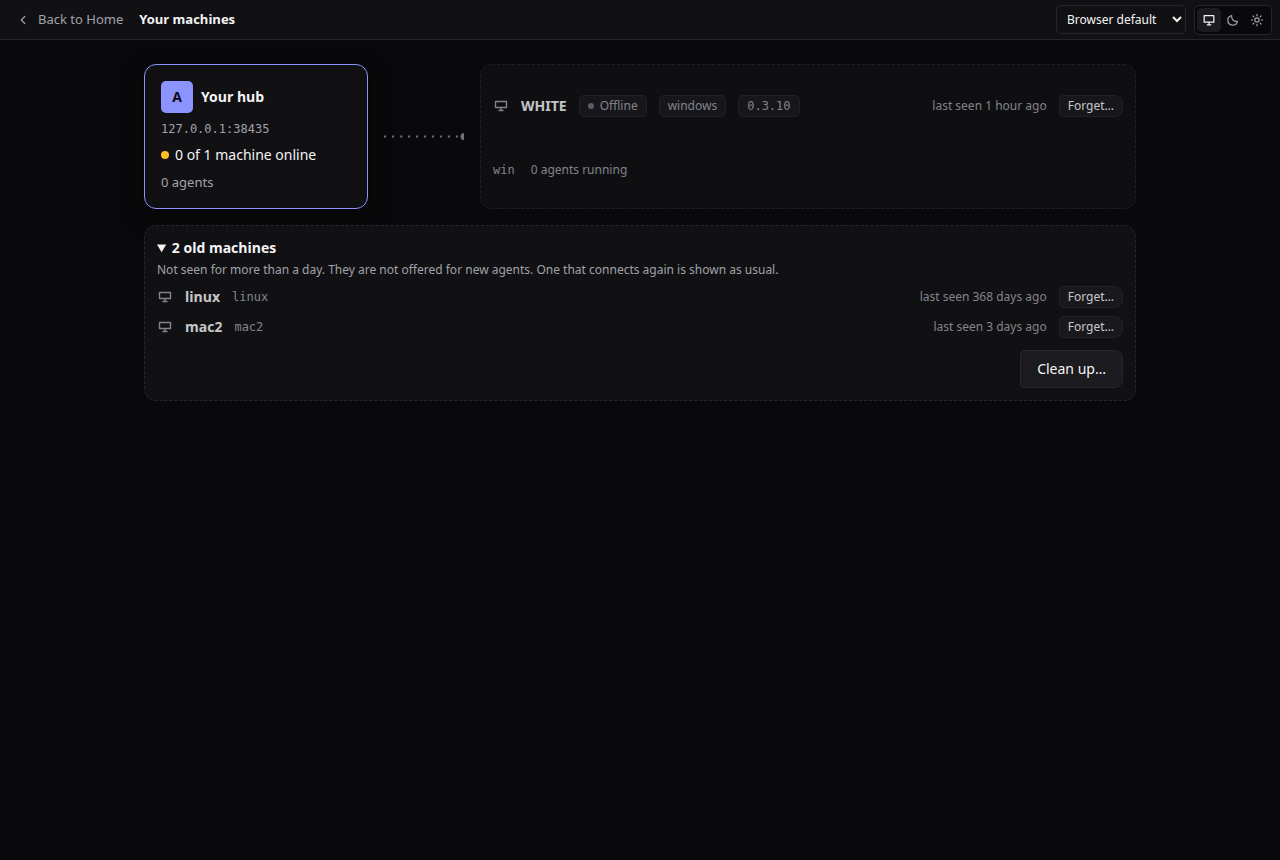 Back to Home Your machines Browser default
A Your hub
127.0.0.1:38435
0 of 1 machine online
0 agents
WHITE Offline windows 0.3.10 last seen 1 hour ago Forget...
win 0 agents running
2 old machines
Not seen for more than a day. They are not offered for new agents. One that connects again is shown as usual.
linux linux last seen 368 days ago Forget...
mac2 mac2 last seen 3 days ago Forget...
Clean up...